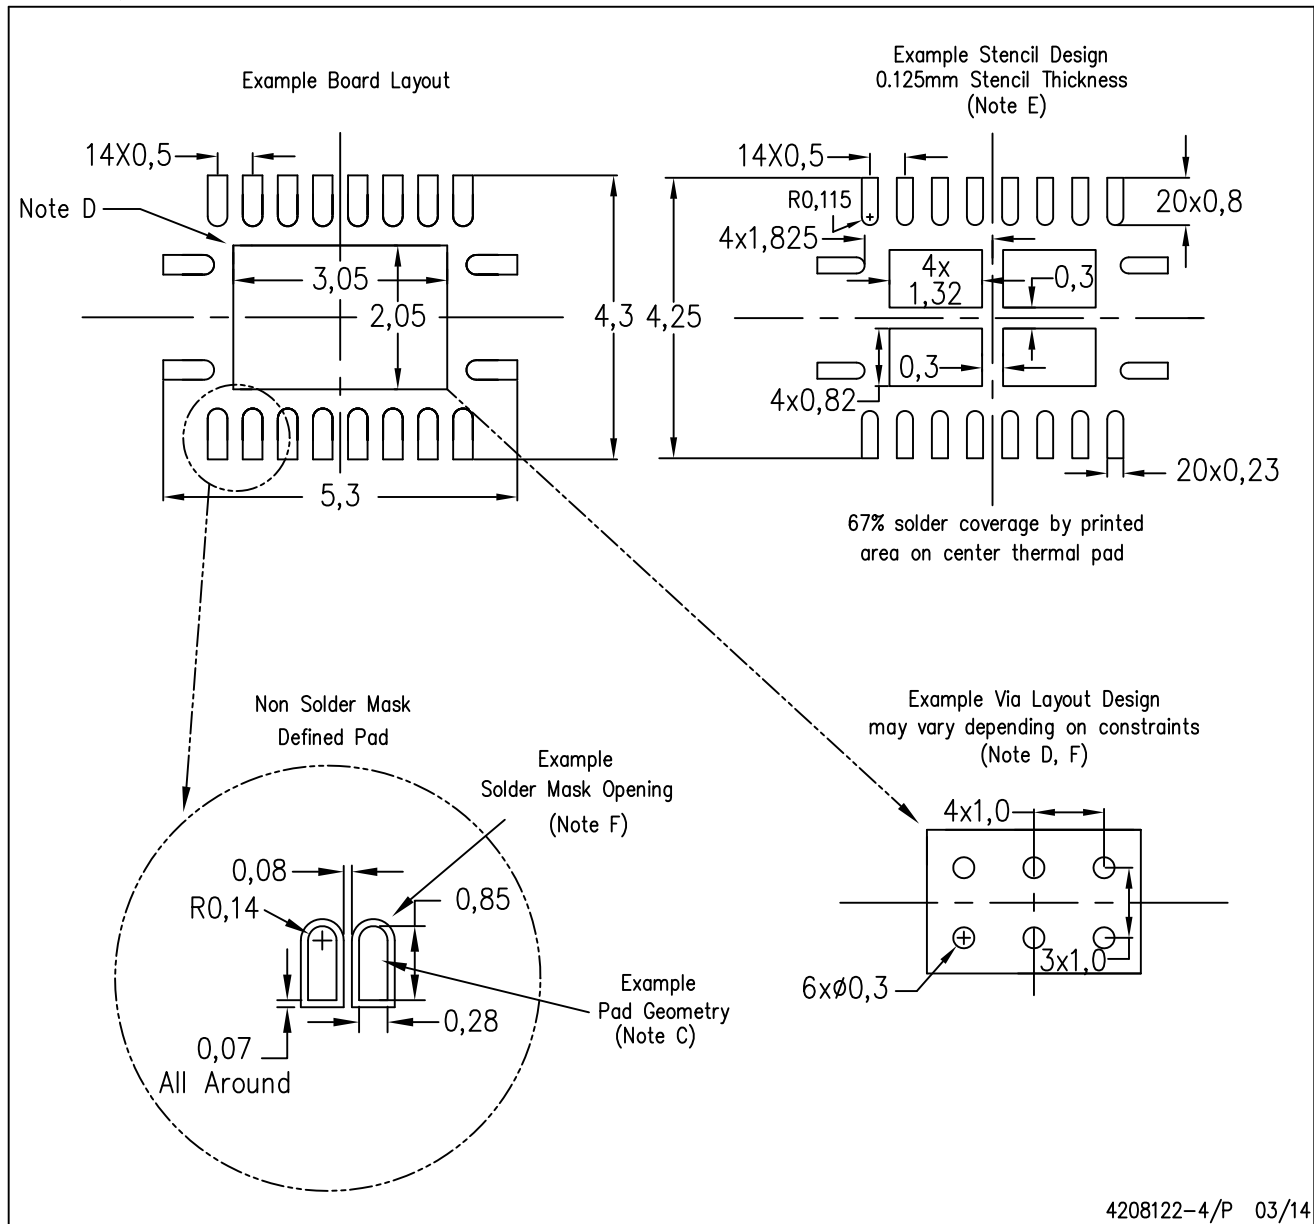 Example Board Layout
14X0,5
Note D
3,05
2,05
4,3
5,3
Example Stencil Design
0.125mm Stencil Thickness
(Note E)
14X0,5
R0,115
20x0,8
4x1,825
4x
1,32
0,3
4,25
0,3
4x0,82
20x0,23
67% solder coverage by printed
area on center thermal pad
Non Solder Mask
Defined Pad
Example
Solder Mask Opening
(Note F)
0,08
R0,14
0,85
Example
Pad Geometry
(Note C)
0,28
0,07
All Around
Example Via Layout Design
may vary depending on constraints
(Note D, F)
4x1,0
3x1,0
6xø0,3
4208122-4/P 03/14